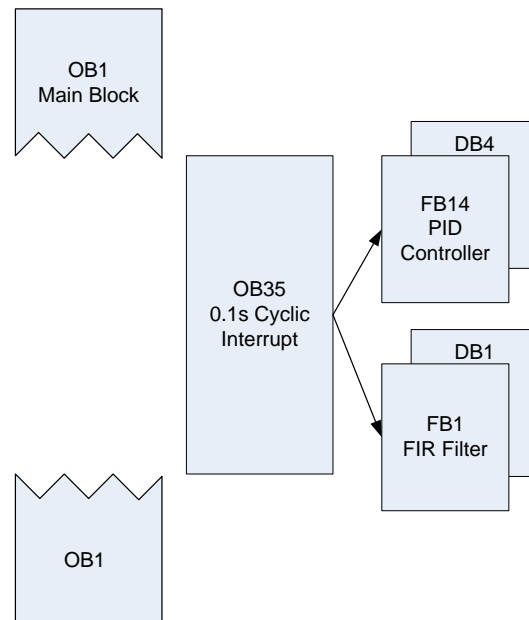 OB1
Main Block
OB35
0.1s Cyclic
Interrupt
DB4
FB14
PID
Controller
DB1
FB1
FIR Filter
OB1